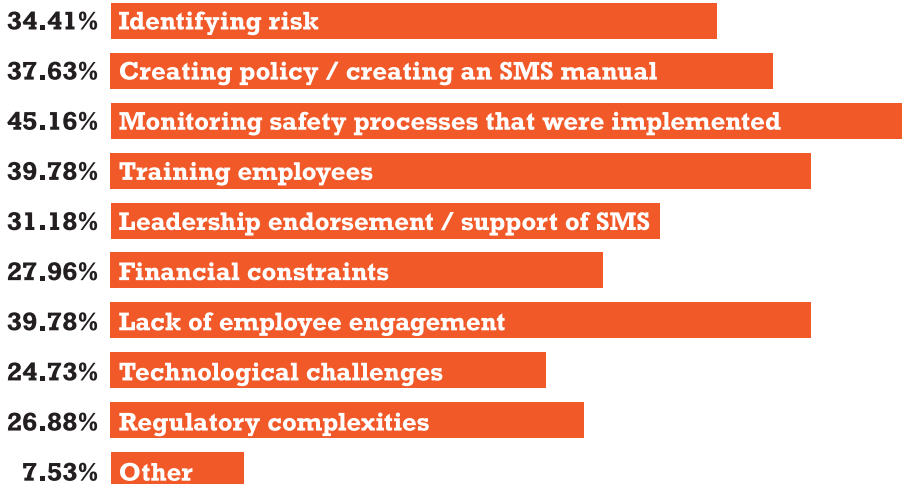 34.41% Identifying risk
37.63% Creating policy / creating an SMS manual
45.16% Monitoring safety processes that were implemented
39.78% Training employees
31.18% Leadership endorsement / support of SMS
27.96% Financial constraints
39.78% Lack of employee engagement
24.73% Technological challenges
26.88% Regulatory complexities
7.53% Other